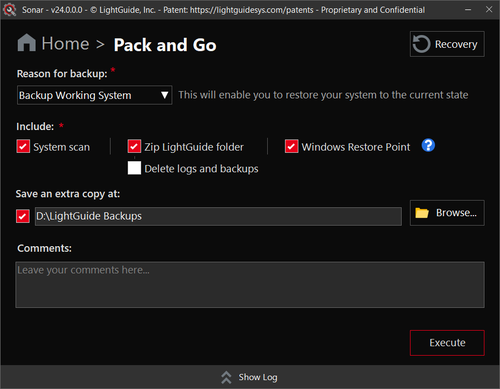 Sonar - v24.0.0.0 - © LightGuide, Inc. - Patent: https://lightguidesys.com/patents - Proprietary and Confidential
Home > Pack and Go
Recovery
Reason for backup: *
Backup Working System ▼ This will enable you to restore your system to the current state
Include: *
System scan Zip LightGuide folder Windows Restore Point ?
Delete logs and backups
Save an extra copy at:
D:\LightGuide Backups Browse...
Comments:
Leave your comments here...
Execute
Show Log